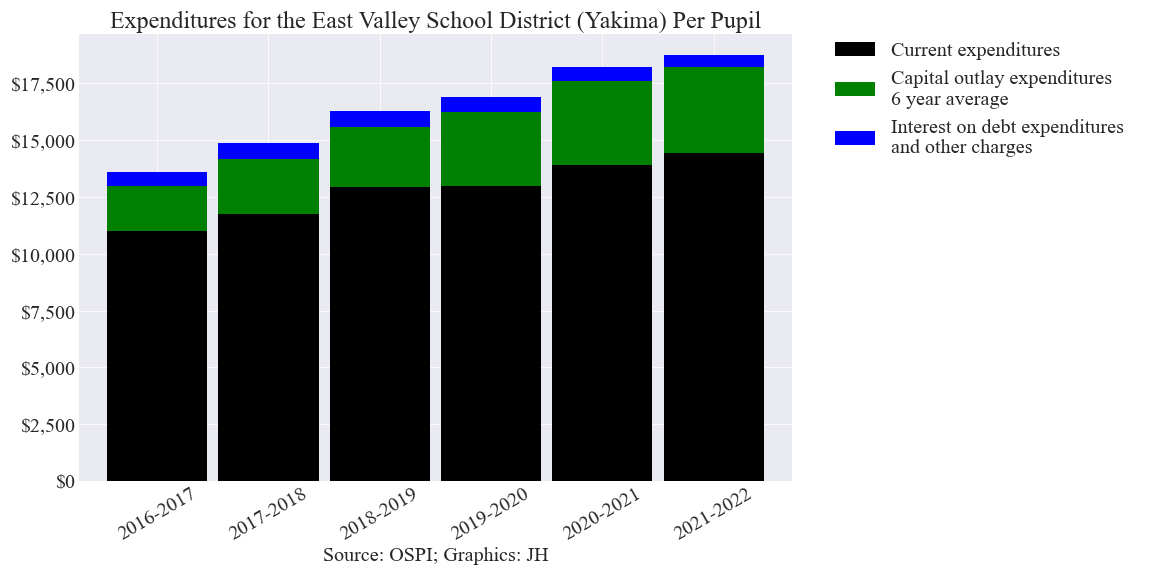 Expenditures for the East Valley School District (Yakima) Per Pupil
Current expenditures
Capital outlay expenditures
6 year average
Interest on debt expenditures
and other charges
$17,500
$15,000
$12,500
$10,000
$7,500
$5,000
$2,500
$0
2016-2017
2017-2018
2018-2019
2019-2020
2020-2021
2021-2022
Source: OSPI; Graphics: JH